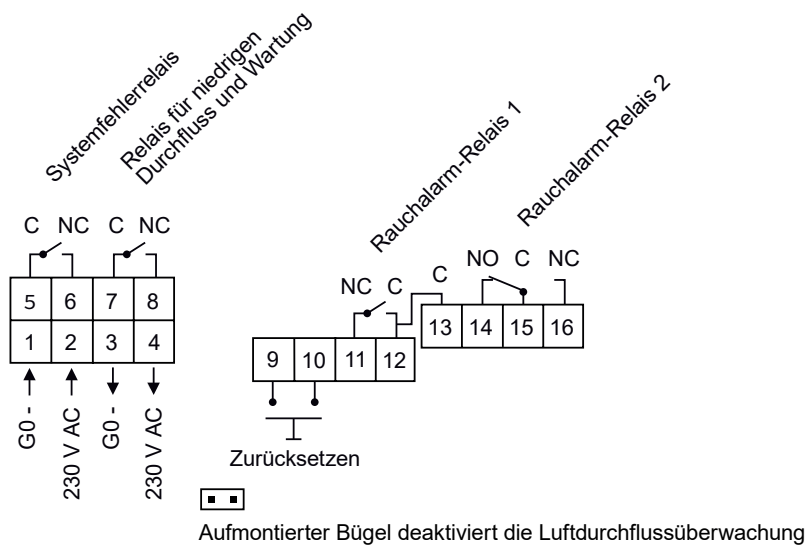 Systemfehlerrelais
Relais für niedrigen
Durchfluss und Wartung
Rauchalarm-Relais 1
Rauchalarm-Relais 2
C NC C NC
5 6 7 8
1 2 3 4
G0 -
230 V AC
G0 -
230 V AC
NC C
C
NO C NC
13 14 15 16
9 10 11 12
Zurücksetzen
Aufmontierter Bügel deaktiviert die Luftdurchflussüberwachung